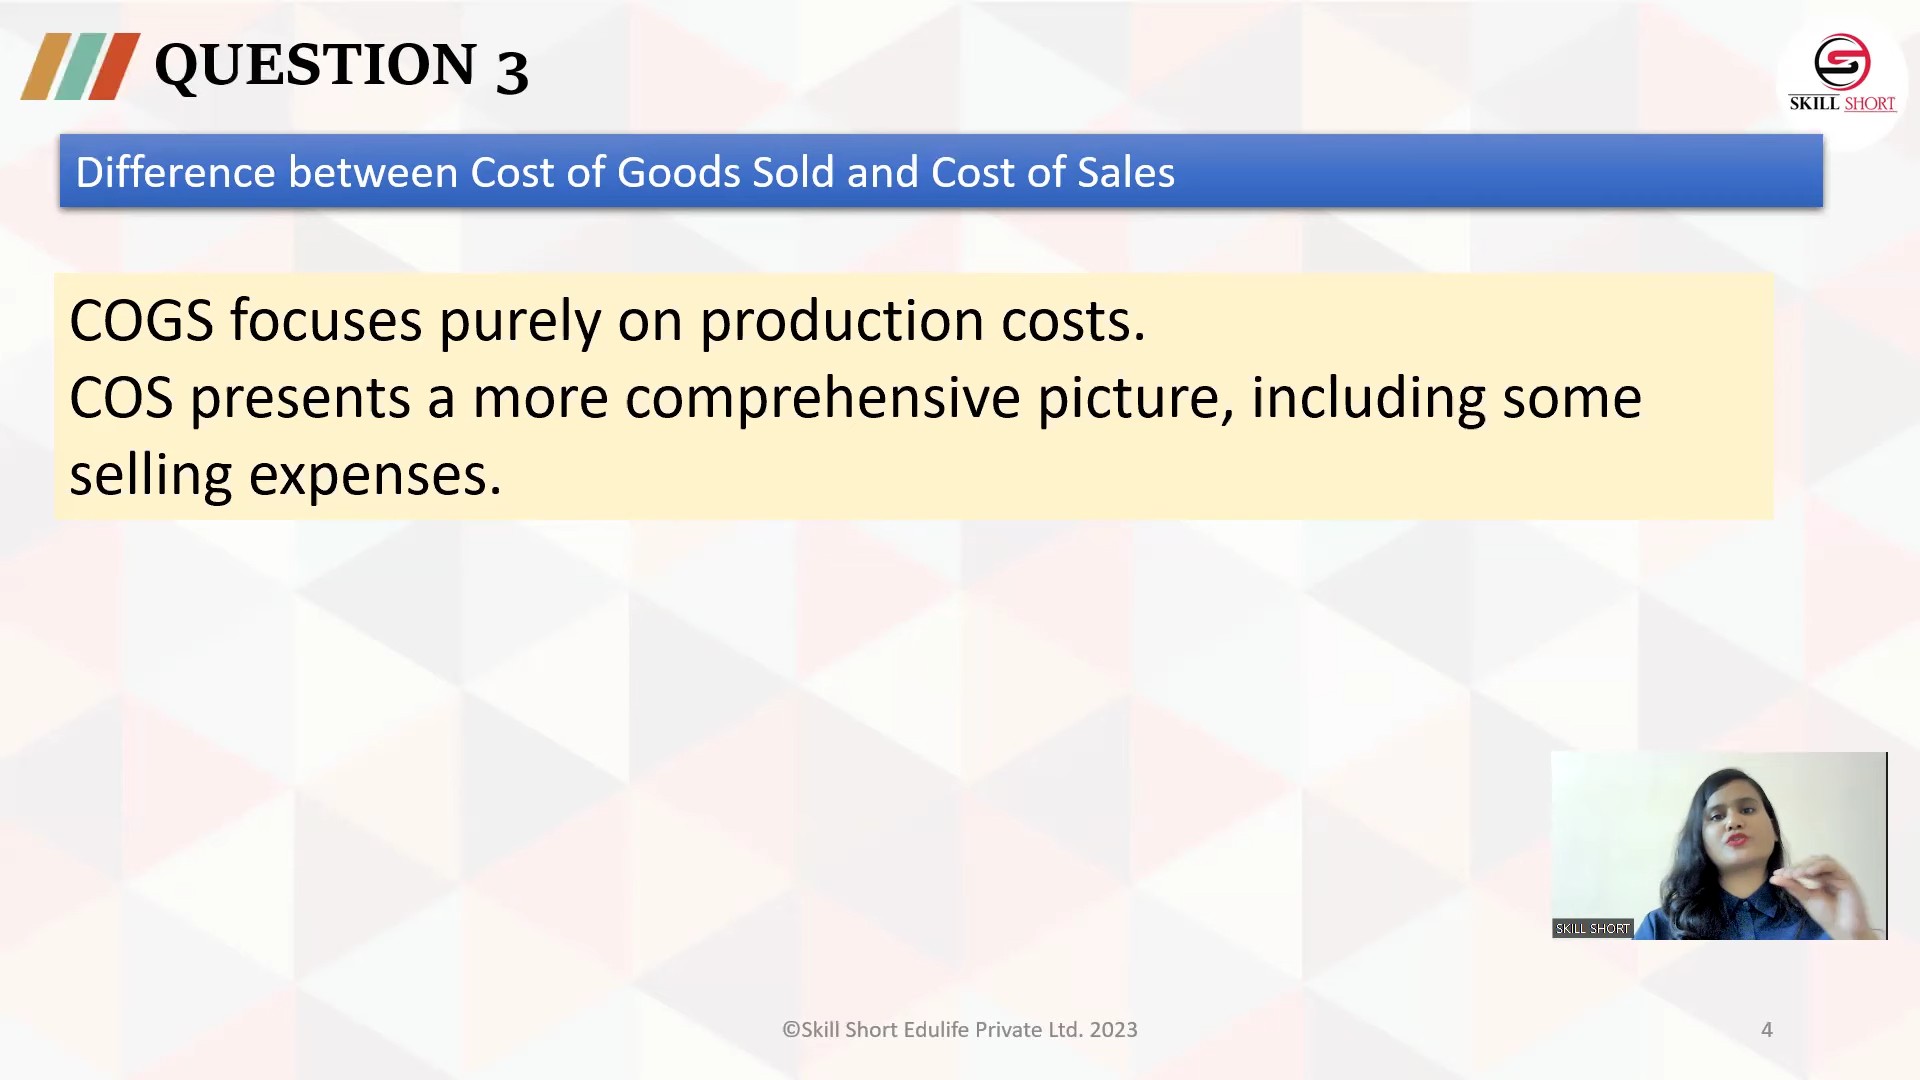 QUESTION 3
SKILL SHORT
Difference between Cost of Goods Sold and Cost of Sales
COGS focuses purely on production costs.
COS presents a more comprehensive picture, including some
selling expenses.
SKILL SHORT
©Skill Short Edulife Private Ltd. 2023
4